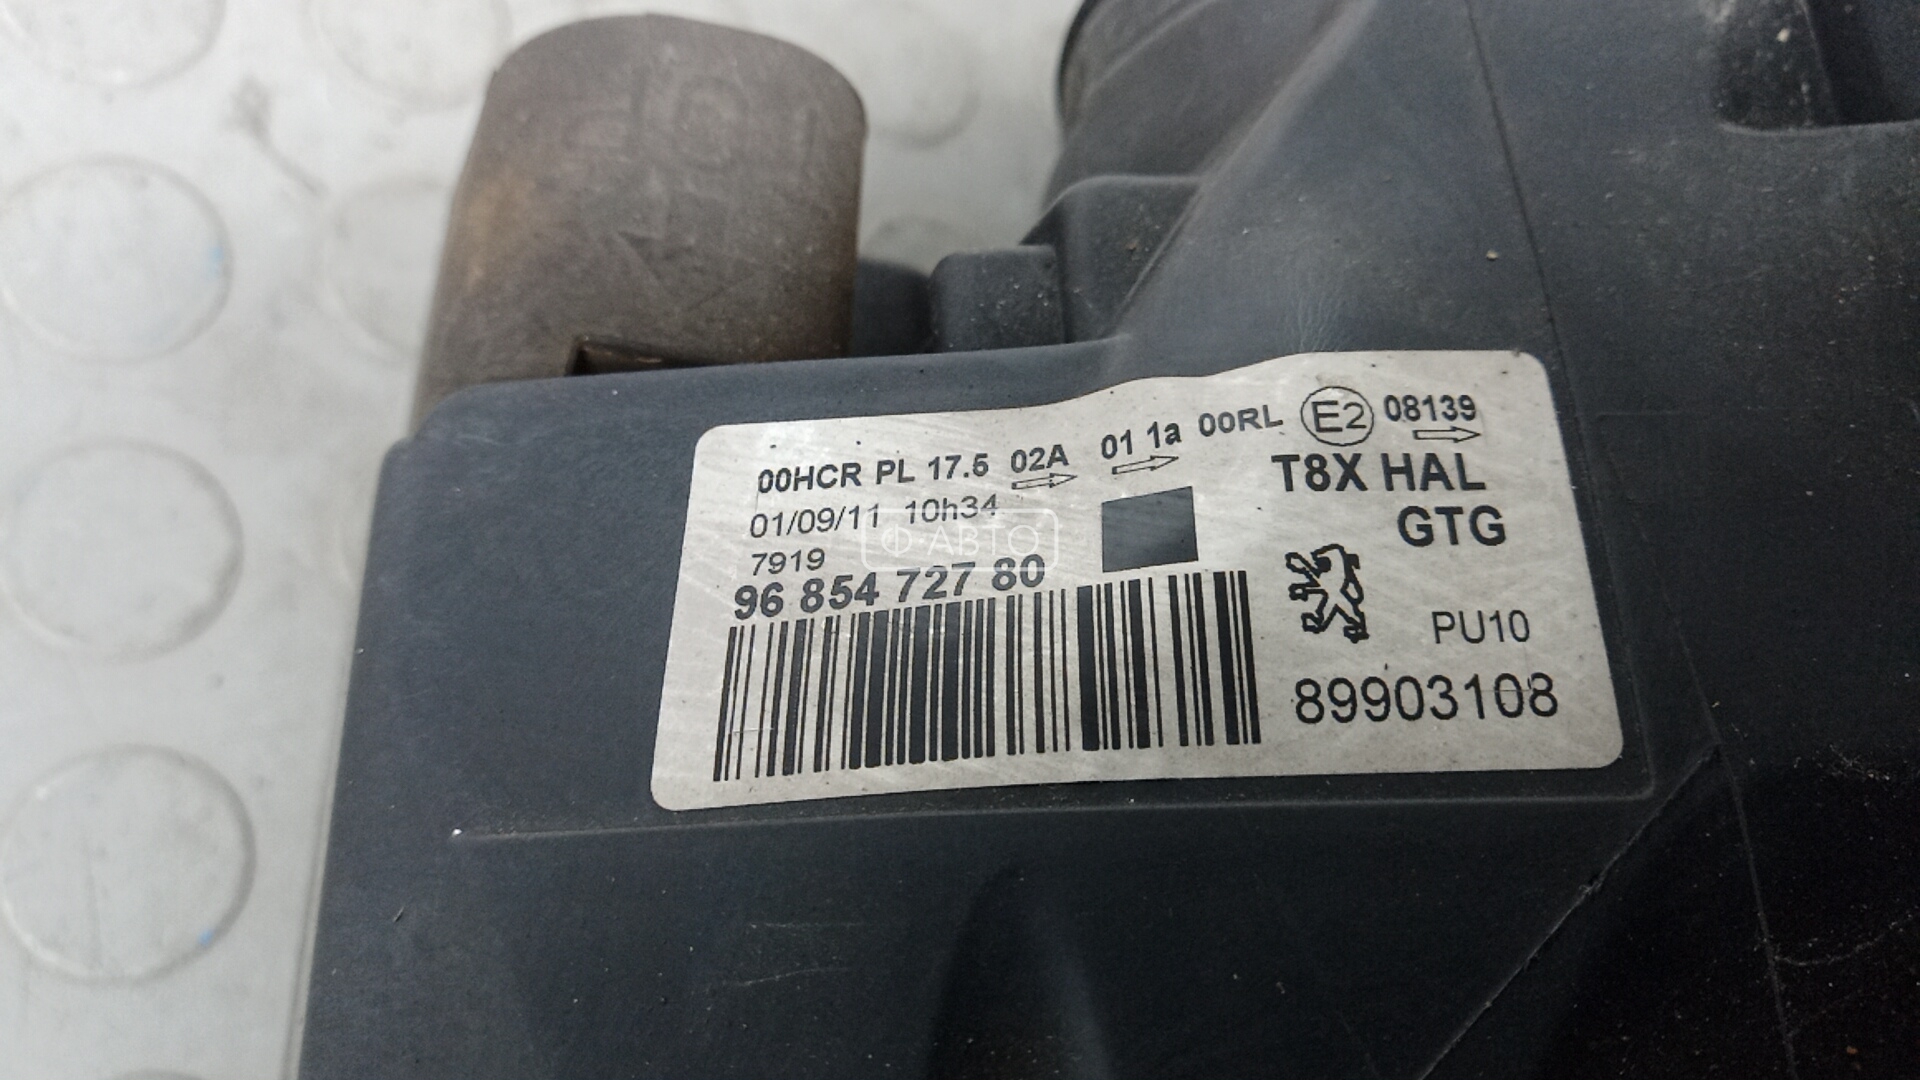 00HCR PL 17.5 02A 01 1a 00RL E2 08139
01/09/11 10h34
7919
96 854 727 80
T8X HAL
GTG
PU10
89903108
Ф-АВТО